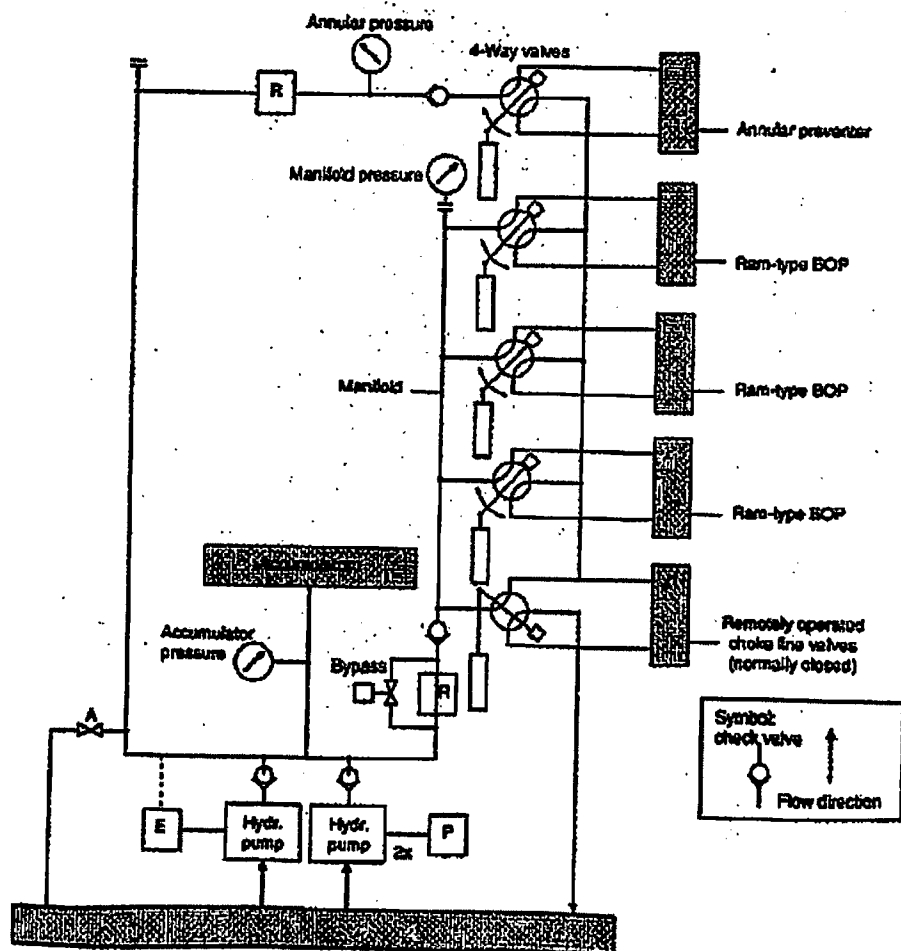 Annular pressure
4-Way valves
R
Annular preventer
Manifold pressure
Ram-type BOP
Manifold
Ram-type BOP
Ram-type BOP
Accumulator
pressure
Bypass
R
Remotely operated
choke line valves
(normally closed)
A
Symbol:
check valve
Flow direction
E
Hydr.
pump
Hydr.
pump
2x
P